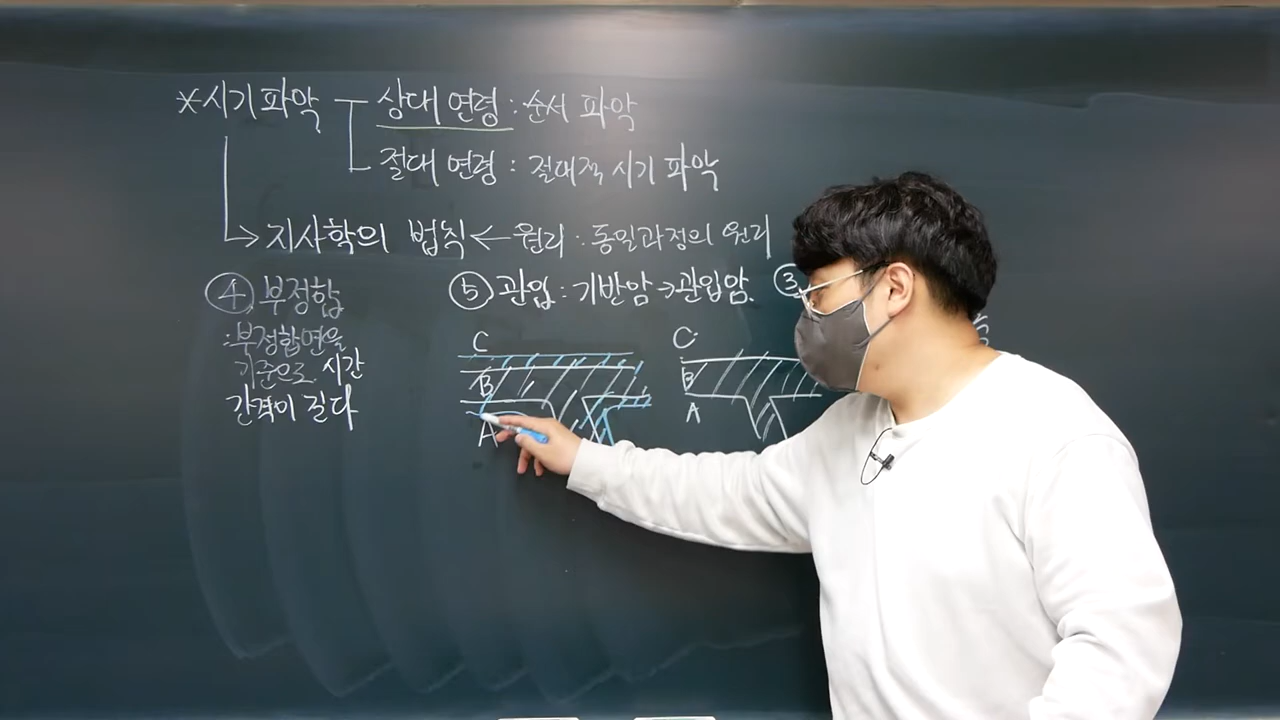 *시기 파악 상대 연령 : 순서 파악
절대 연령 : 절대적 시기 파악
→ 지사학의 법칙 ← 원리 : 동일과정의 원리
④ 부정합
: 부정합면을
기준으로 시간
간격이 길다
⑤ 관입 : 기반암 → 관입암.
③
C
B
A
C
B
A